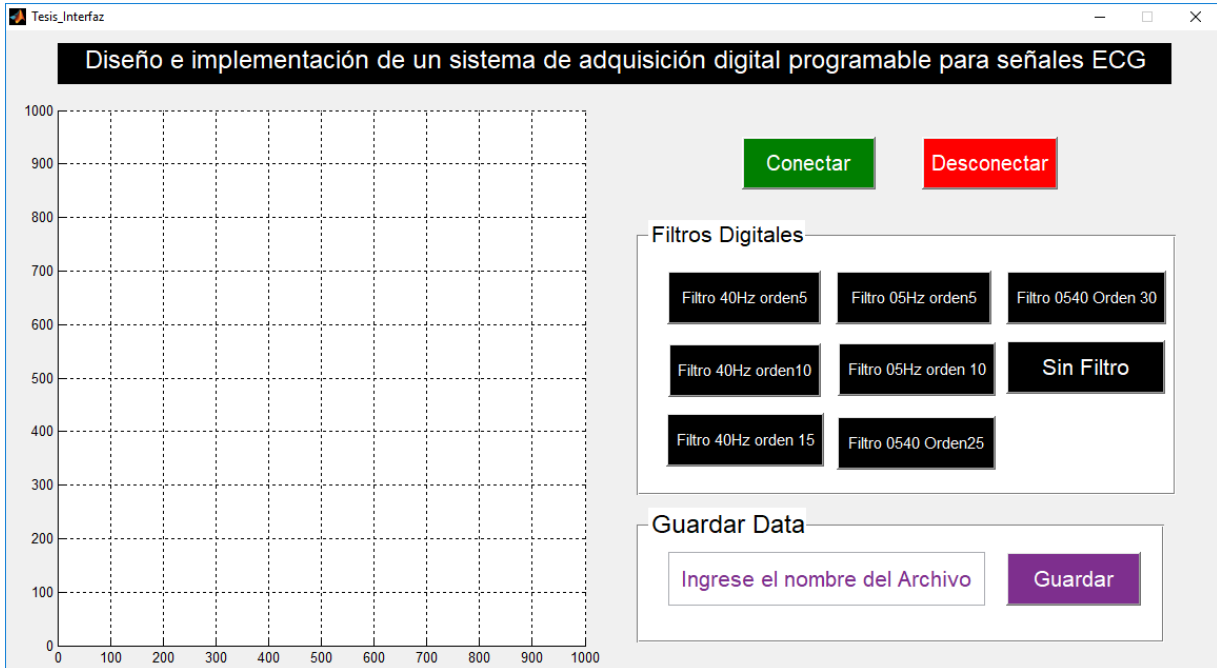 Tesis_Interfaz
Diseño e implementación de un sistema de adquisición digital programable para señales ECG
1000
900
800
700
600
500
400
300
200
100
0
0 100 200 300 400 500 600 700 800 900 1000
Conectar Desconectar
Filtros Digitales
Filtro 40Hz orden5 Filtro 05Hz orden5 Filtro 0540 Orden 30
Filtro 40Hz orden10 Filtro 05Hz orden 10 Sin Filtro
Filtro 40Hz orden 15 Filtro 0540 Orden25
Guardar Data
Ingrese el nombre del Archivo Guardar